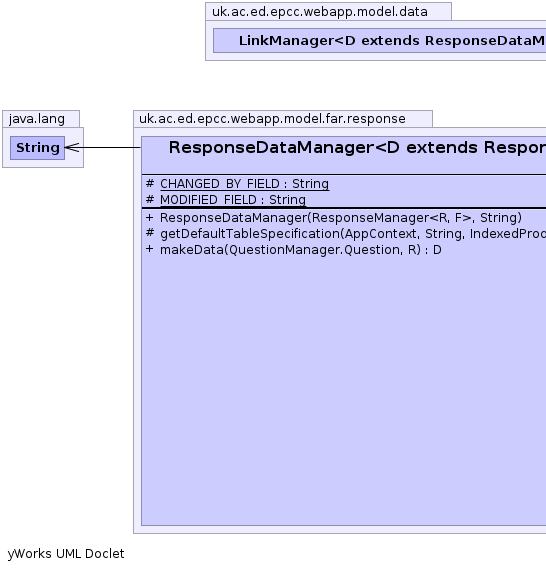 uk.ac.ed.epcc.webapp.model.data
LinkManager<D extends ResponseDataM
java.lang
String
uk.ac.ed.epcc.webapp.model.far.response
ResponseDataManager<D extends Respor
# CHANGED_BY_FIELD : String
# MODIFIED_FIELD : String
+ ResponseDataManager(ResponseManager<R, F>, String)
# getDefaultTableSpecification(AppContext, String, IndexedProd
+ makeData(QuestionManager.Question, R) : D
yWorks UML Doclet